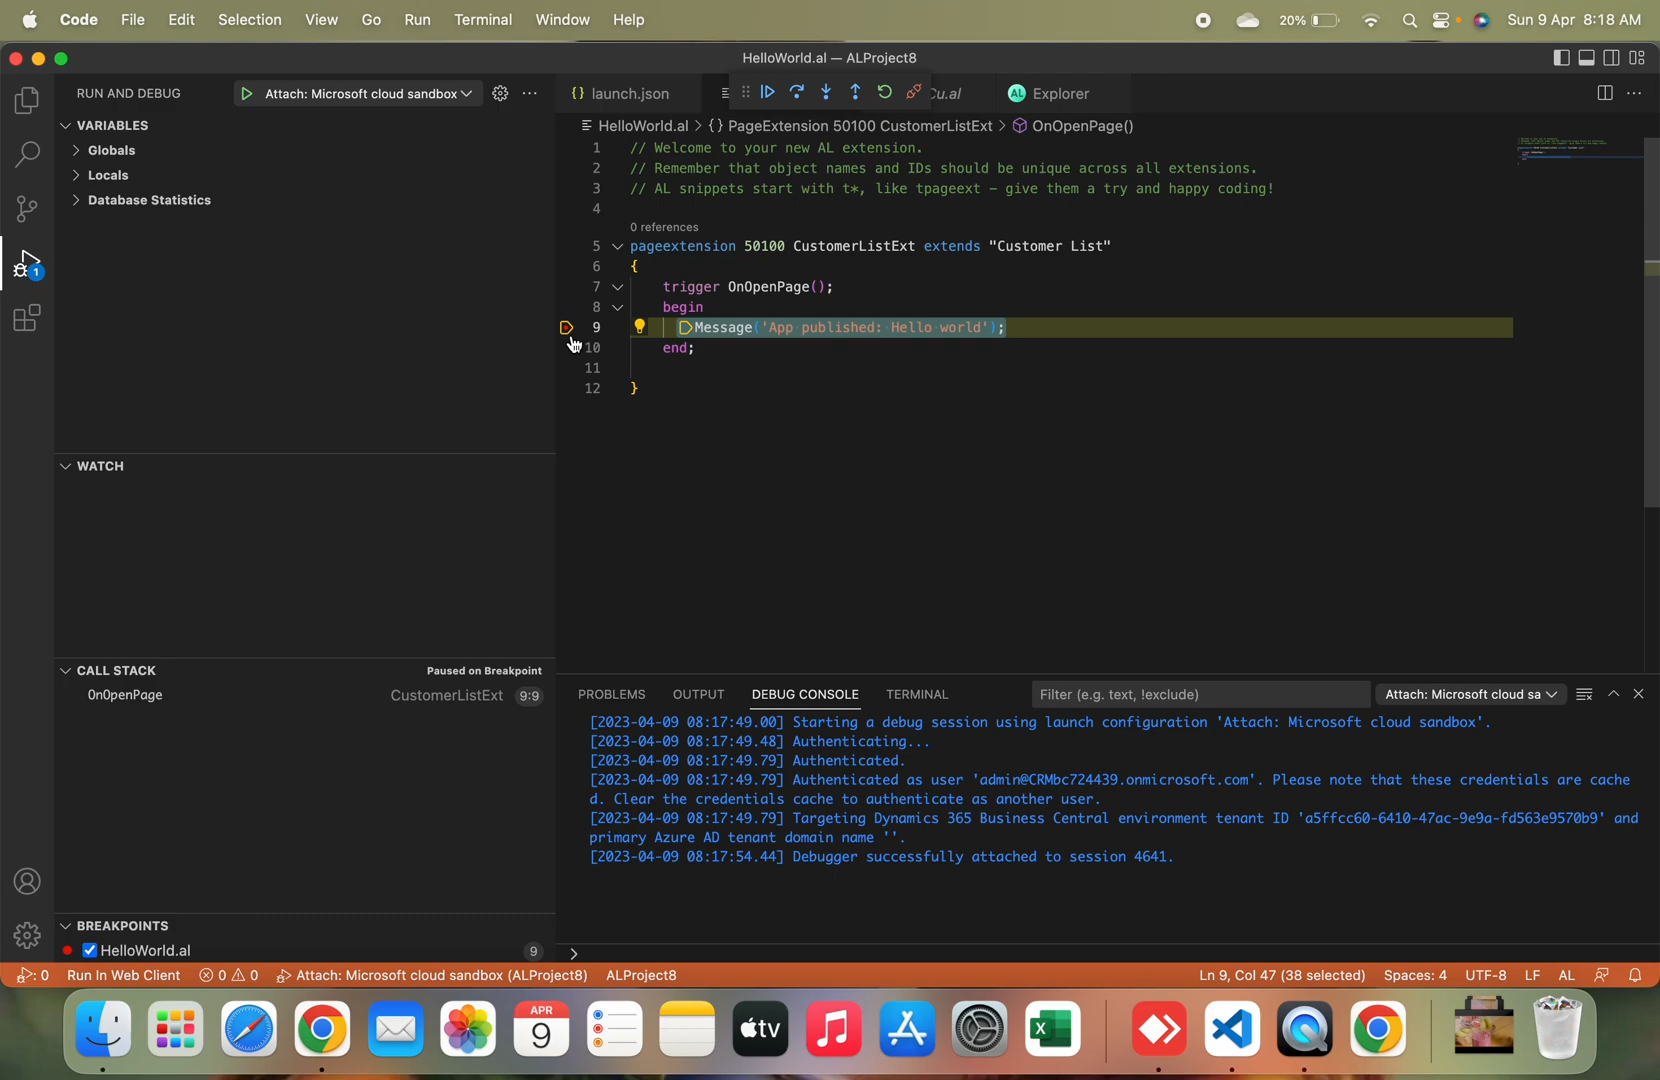 Code File Edit Selection View Go Run Terminal Window Help 20% Sun 9 Apr 8:18 AM
HelloWorld.al — ALProject8
RUN AND DEBUG Attach: Microsoft cloud sandbox
{} launch.json Cu.al AL Explorer
HelloWorld.al > {} PageExtension 50100 CustomerListExt > OnOpenPage()
VARIABLES
Globals
Locals
Database Statistics
1 // Welcome to your new AL extension.
2 // Remember that object names and IDs should be unique across all extensions.
3 // AL snippets start with t*, like tpageext - give them a try and happy coding!
4
0 references
5 pageextension 50100 CustomerListExt extends "Customer List"
6 {
7 trigger OnOpenPage();
8 begin
9 Message('App published: Hello world');
10 end;
11
12 }
1
WATCH
CALL STACK Paused on Breakpoint
OnOpenPage CustomerListExt 9:9
PROBLEMS OUTPUT DEBUG CONSOLE TERMINAL Filter (e.g. text, !exclude) Attach: Microsoft cloud sa
[2023-04-09 08:17:49.00] Starting a debug session using launch configuration 'Attach: Microsoft cloud sandbox'.
[2023-04-09 08:17:49.48] Authenticating...
[2023-04-09 08:17:49.79] Authenticated.
[2023-04-09 08:17:49.79] Authenticated as user 'admin@CRMbc724439.onmicrosoft.com'. Please note that these credentials are cache
d. Clear the credentials cache to authenticate as another user.
[2023-04-09 08:17:49.79] Targeting Dynamics 365 Business Central environment tenant ID 'a5ffcc60-6410-47ac-9e9a-fd563e9570b9' and
primary Azure AD tenant domain name ''.
[2023-04-09 08:17:54.44] Debugger successfully attached to session 4641.
BREAKPOINTS
HelloWorld.al 9
>
: 0 Run In Web Client 0 0 Attach: Microsoft cloud sandbox (ALProject8) ALProject8 Ln 9, Col 47 (38 selected) Spaces: 4 UTF-8 LF AL
APR
9
tv
X